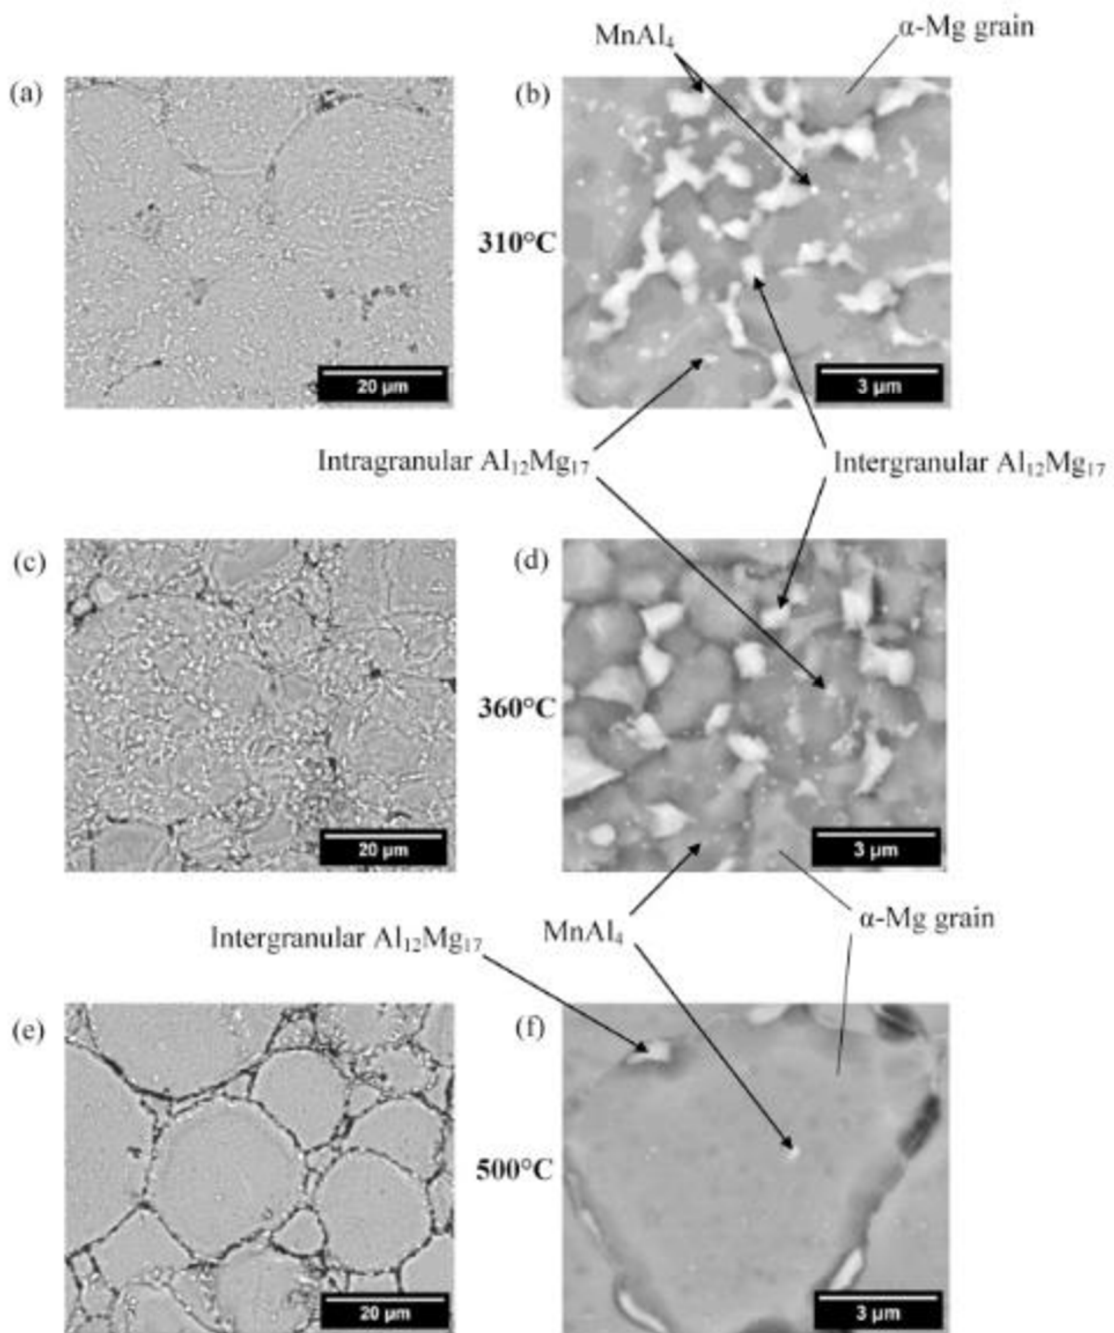 MnAl₄
α-Mg grain
(a)
(b)
310°C
20 μm
3 μm
Intragranular Al₁₂Mg₁₇
Intergranular Al₁₂Mg₁₇
(c)
(d)
360°C
20 μm
3 μm
Intergranular Al₁₂Mg₁₇
MnAl₄
α-Mg grain
(e)
(f)
500°C
20 μm
3 μm